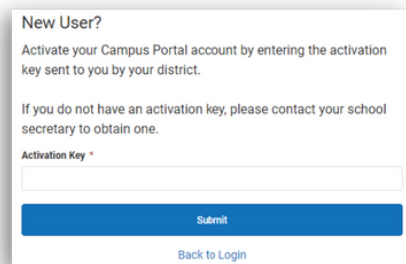 New User?
Activate your Campus Portal account by entering the activation
key sent to you by your district.
If you do not have an activation key, please contact your school
secretary to obtain one.
Activation Key *
Submit
Back to Login